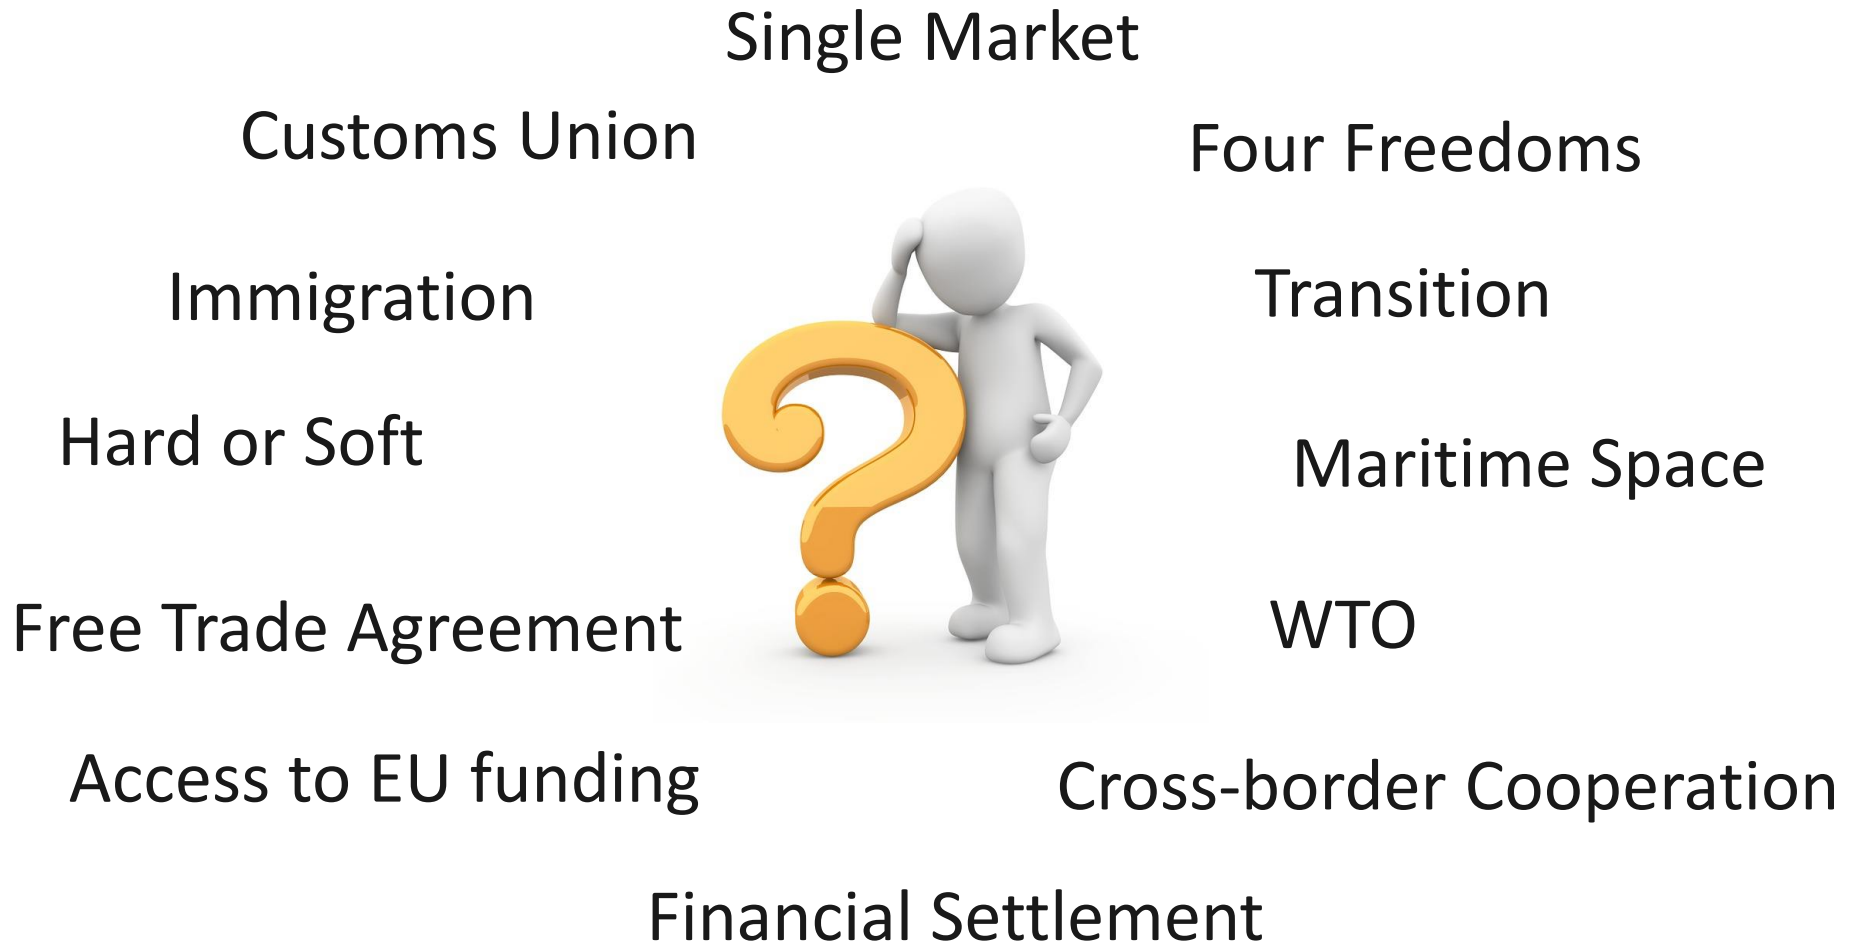 Single Market
Customs Union
Four Freedoms
Immigration
Transition
Hard or Soft
Maritime Space
Free Trade Agreement
WTO
Access to EU funding
Cross-border Cooperation
Financial Settlement